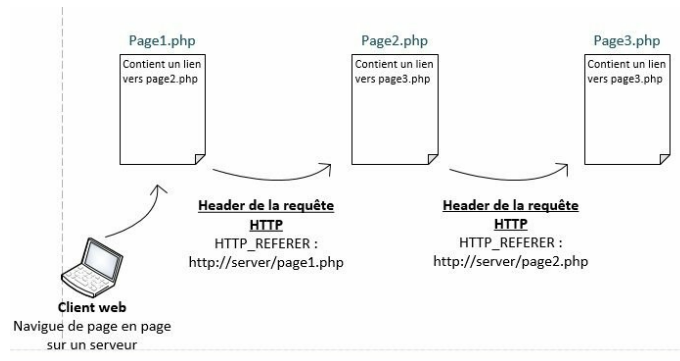 Page1.php
Page2.php
Page3.php
Contient un lien
vers page2.php
Contient un lien
vers page3.php
Contient un lien
vers page3.php
Header de la requête
HTTP
HTTP_REFERER :
http://server/page1.php
Header de la requête
HTTP
HTTP_REFERER :
http://server/page2.php
Client web
Navigue de page en page
sur un serveur